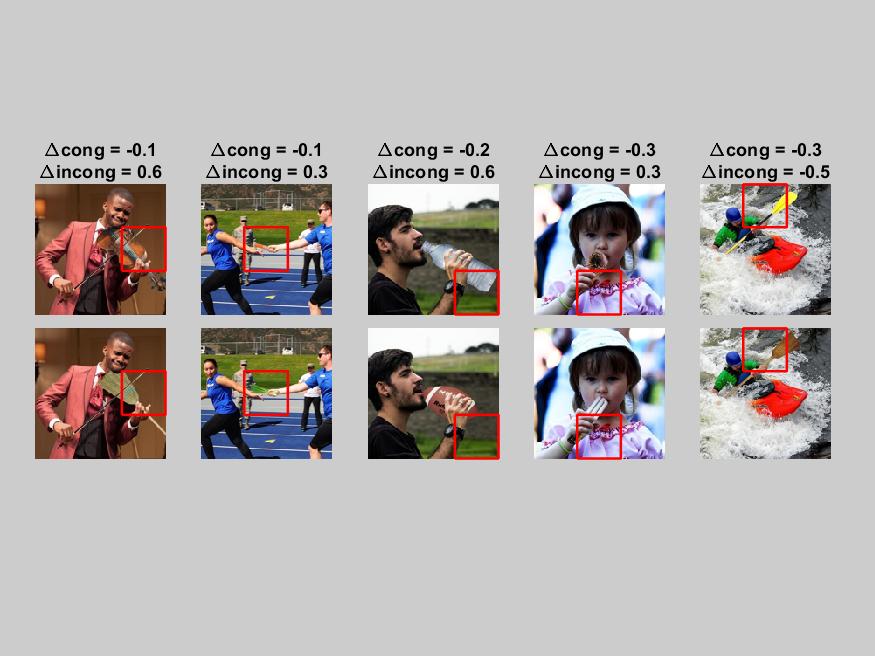 Δcong = -0.1
Δincong = 0.6
Δcong = -0.1
Δincong = 0.3
Δcong = -0.2
Δincong = 0.6
Δcong = -0.3
Δincong = 0.3
Δcong = -0.3
Δincong = -0.5